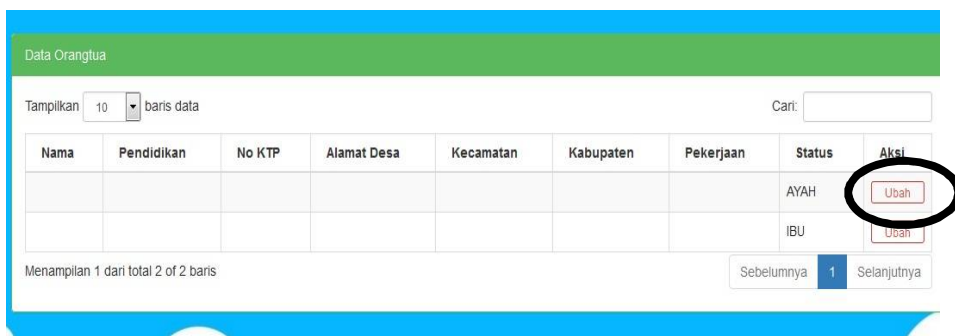 Data Orangtua
Tampilkan 10 baris data Cari:
Nama Pendidikan No KTP Alamat Desa Kecamatan Kabupaten Pekerjaan Status Aksi
AYAH Ubah
IBU Ubah
Menampilan 1 dari total 2 of 2 baris Sebelumnya 1 Selanjutnya